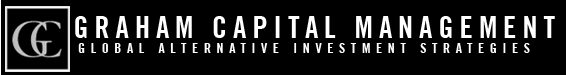 GC
GRAHAM CAPITAL MANAGEMENT
GLOBAL ALTERNATIVE INVESTMENT STRATEGIES